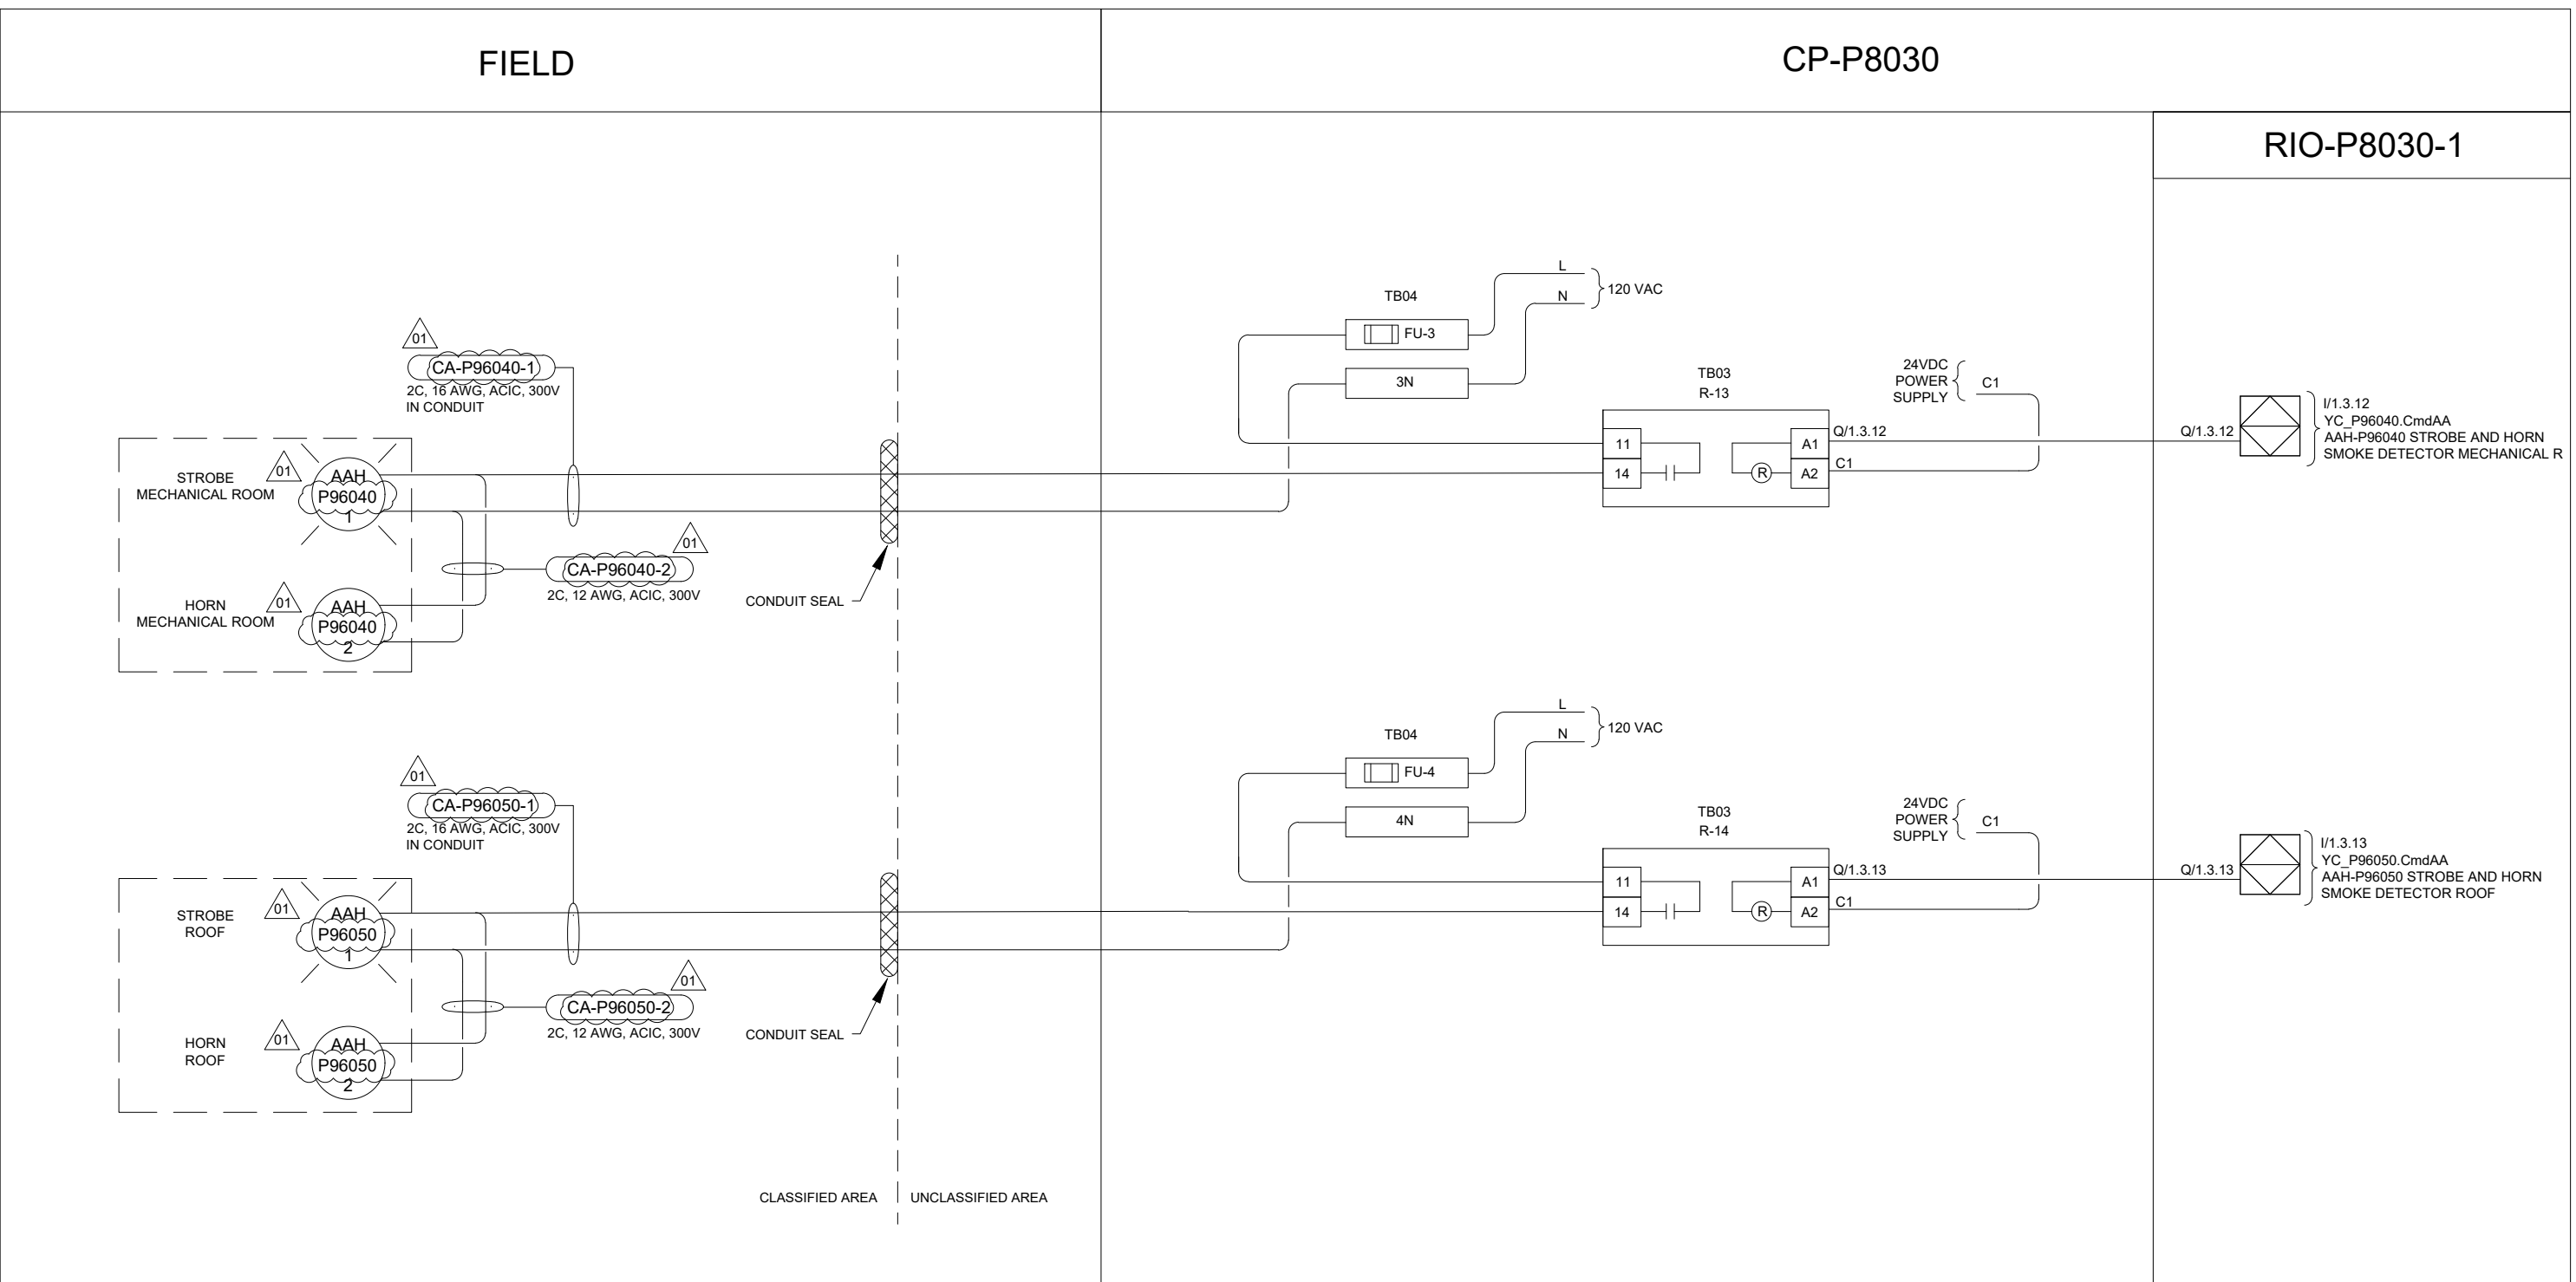 FIELD
CP-P8030
RIO-P8030-1
L
N
120 VAC
TB04
FU-3
3N
01
CA-P96040-1
2C, 16 AWG, ACIC, 300V
IN CONDUIT
TB03
R-13
24VDC
POWER
SUPPLY
C1
11
14
R
A1
A2
Q/1.3.12
C1
Q/1.3.12
I/1.3.12
YC_P96040.CmdAA
AAH-P96040 STROBE AND HORN
SMOKE DETECTOR MECHANICAL R
STROBE
MECHANICAL ROOM
01
AAH
P96040
1
01
CA-P96040-2
2C, 12 AWG, ACIC, 300V
HORN
MECHANICAL ROOM
01
AAH
P96040
2
CONDUIT SEAL
L
N
120 VAC
TB04
FU-4
4N
01
CA-P96050-1
2C, 16 AWG, ACIC, 300V
IN CONDUIT
TB03
R-14
24VDC
POWER
SUPPLY
C1
11
14
R
A1
A2
Q/1.3.13
C1
Q/1.3.13
I/1.3.13
YC_P96050.CmdAA
AAH-P96050 STROBE AND HORN
SMOKE DETECTOR ROOF
STROBE
ROOF
01
AAH
P96050
1
01
CA-P96050-2
2C, 12 AWG, ACIC, 300V
HORN
ROOF
01
AAH
P96050
2
CONDUIT SEAL
CLASSIFIED AREA
UNCLASSIFIED AREA